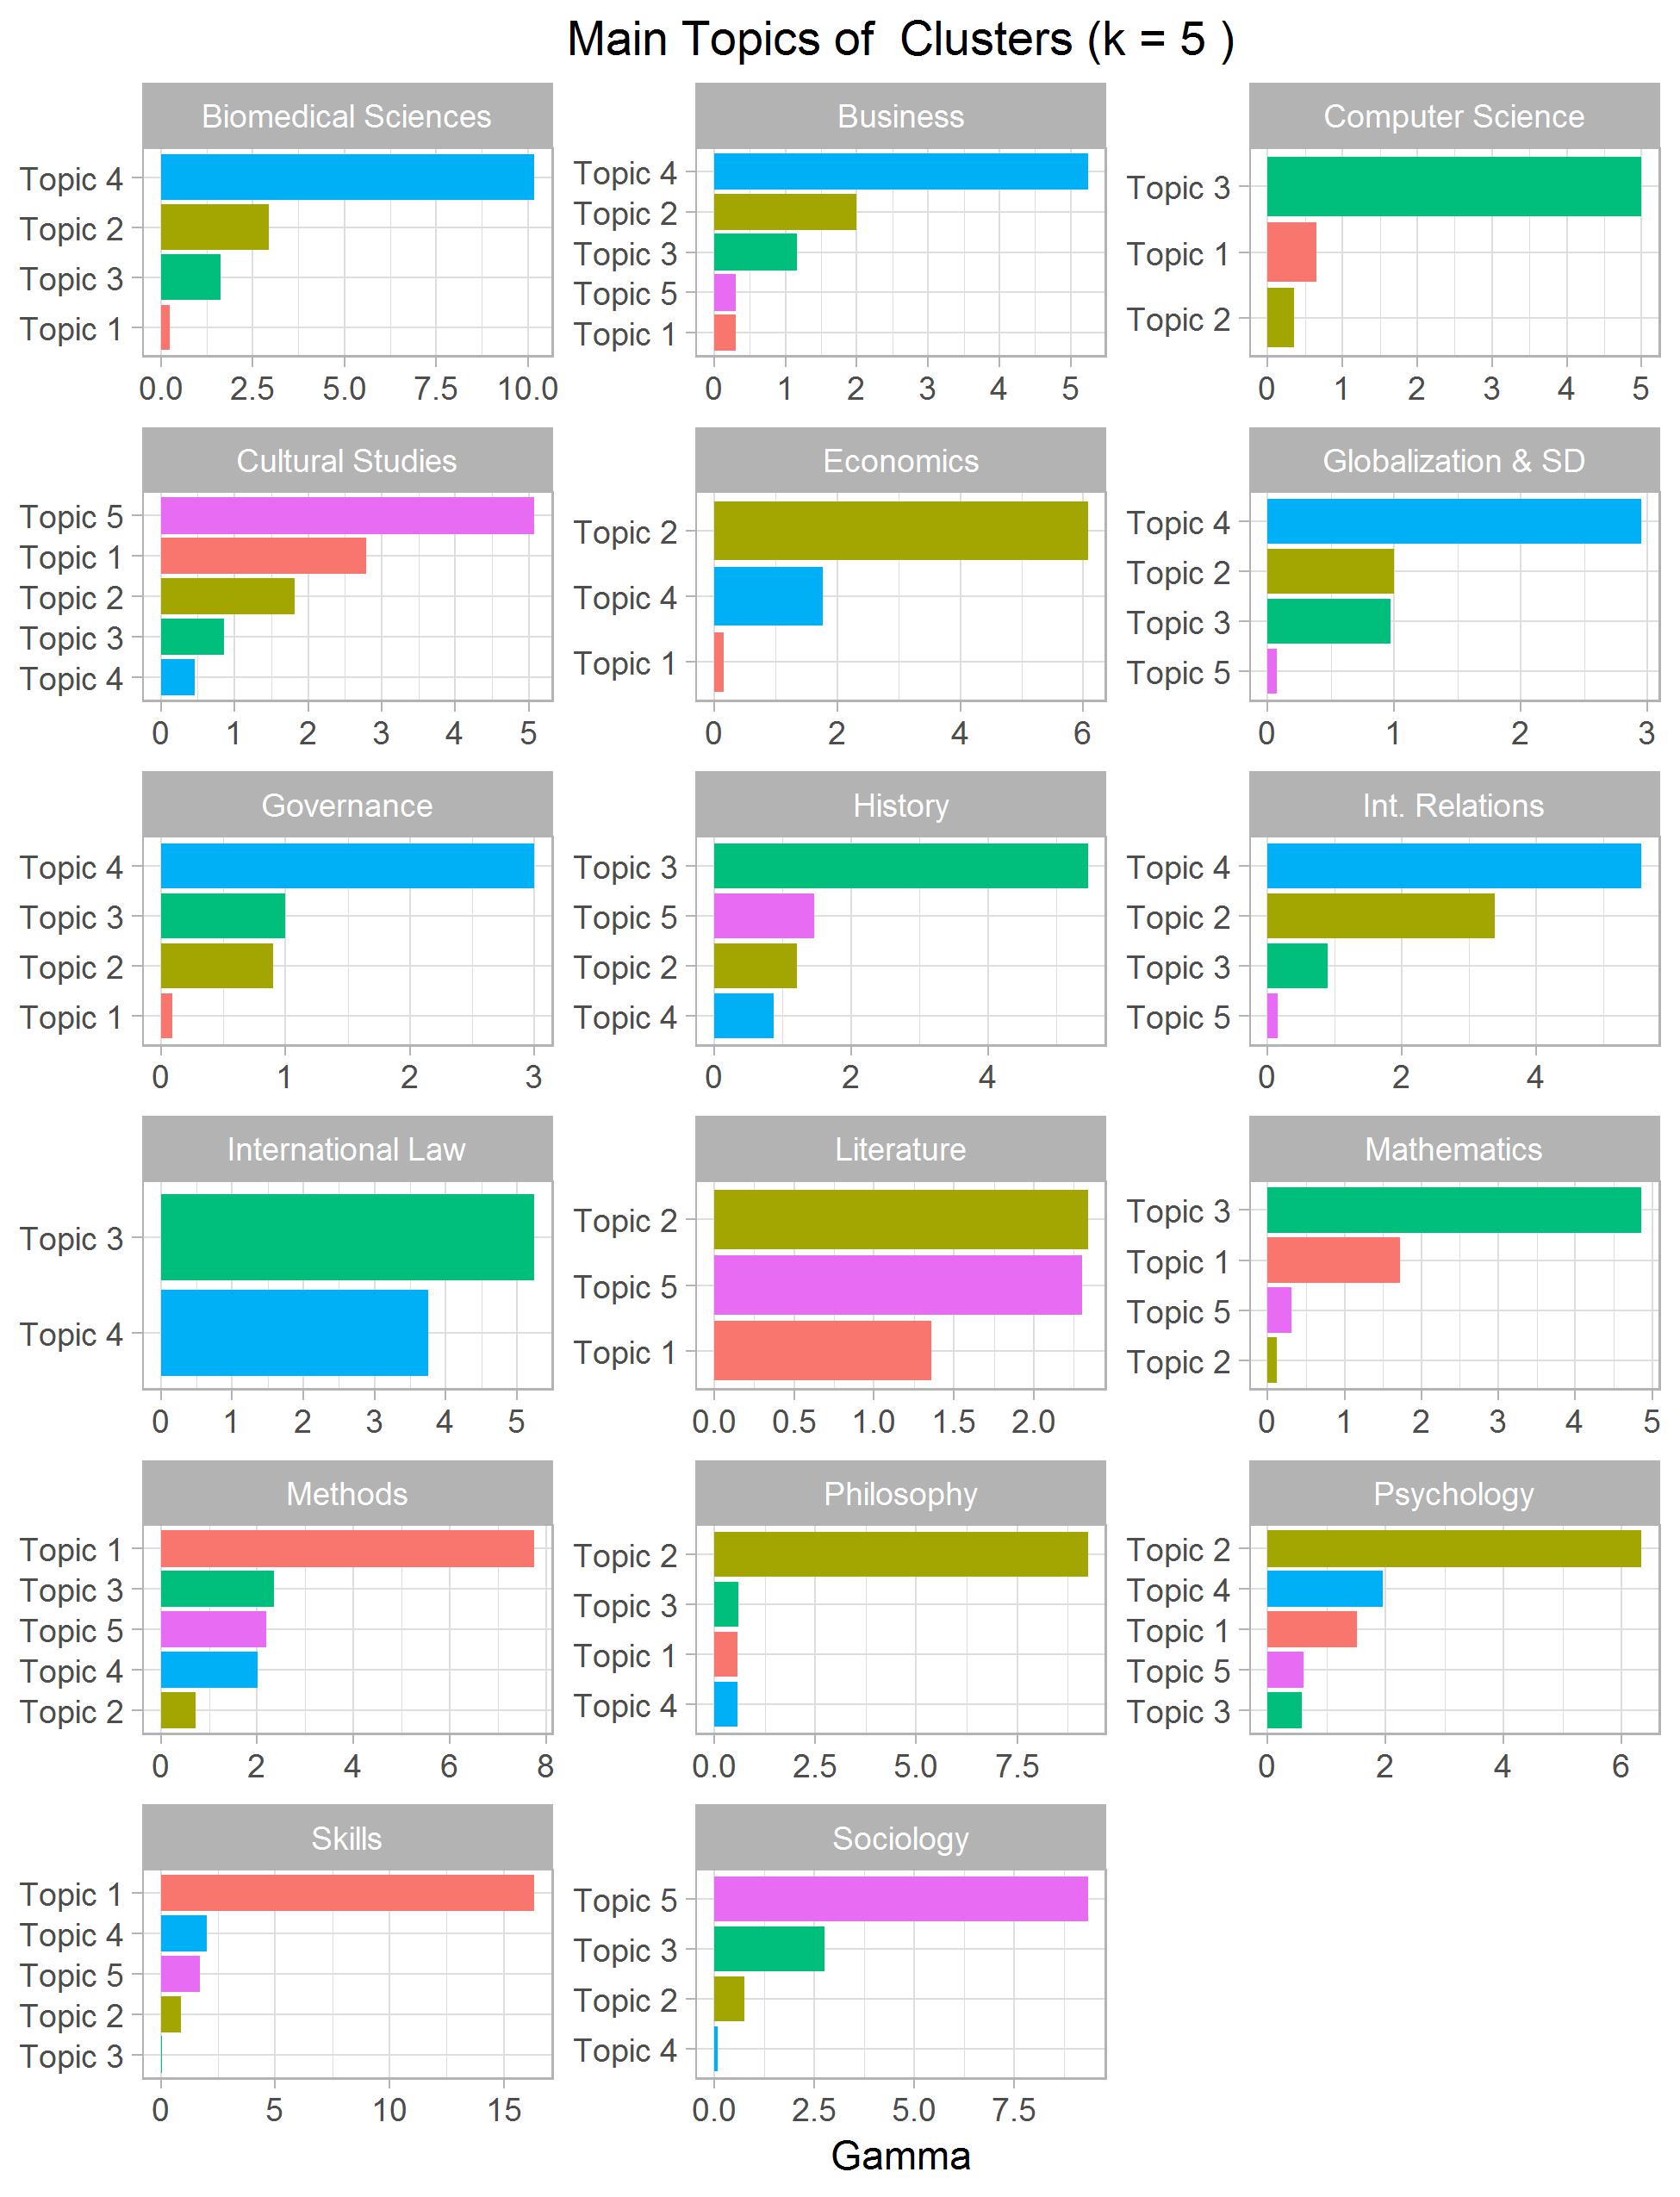 Main Topics of  Clusters (k = 5 )
Biomedical Sciences
Topic 4
Topic 2
Topic 3
Topic 1
0.0 2.5 5.0 7.5 10.0
Business
Topic 4
Topic 2
Topic 3
Topic 5
Topic 1
0 1 2 3 4 5
Computer Science
Topic 3
Topic 1
Topic 2
0 1 2 3 4 5
Cultural Studies
Topic 5
Topic 1
Topic 2
Topic 3
Topic 4
0 1 2 3 4 5
Economics
Topic 2
Topic 4
Topic 1
0 2 4 6
Globalization & SD
Topic 4
Topic 2
Topic 3
Topic 5
0 1 2 3
Governance
Topic 4
Topic 3
Topic 2
Topic 1
0 1 2 3
History
Topic 3
Topic 5
Topic 2
Topic 4
0 2 4
Int. Relations
Topic 4
Topic 2
Topic 3
Topic 5
0 2 4
International Law
Topic 3
Topic 4
0 1 2 3 4 5
Literature
Topic 2
Topic 5
Topic 1
0.0 0.5 1.0 1.5 2.0
Mathematics
Topic 3
Topic 1
Topic 5
Topic 2
0 1 2 3 4 5
Methods
Topic 1
Topic 3
Topic 5
Topic 4
Topic 2
0 2 4 6 8
Philosophy
Topic 2
Topic 3
Topic 1
Topic 4
0.0 2.5 5.0 7.5
Psychology
Topic 2
Topic 4
Topic 1
Topic 5
Topic 3
0 2 4 6
Skills
Topic 1
Topic 4
Topic 5
Topic 2
Topic 3
0 5 10 15
Sociology
Topic 5
Topic 3
Topic 2
Topic 4
0.0 2.5 5.0 7.5
Gamma